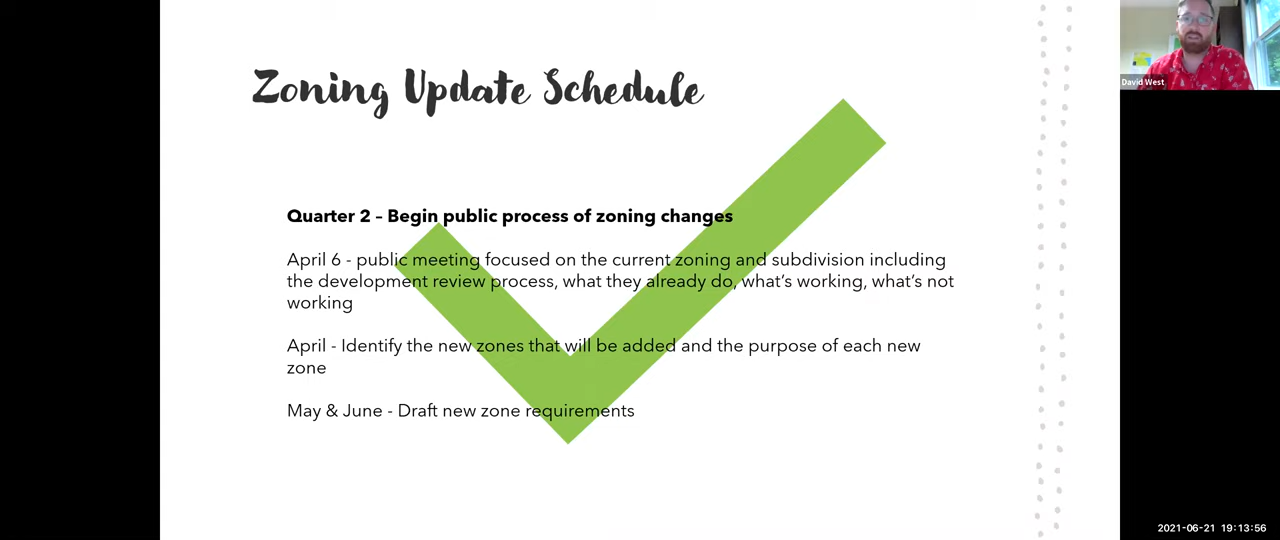 Zoning Update Schedule
David West
Quarter 2 – Begin public process of zoning changes
April 6 - public meeting focused on the current zoning and subdivision including
the development review process, what they already do, what’s working, what’s not
working
April - Identify the new zones that will be added and the purpose of each new
zone
May & June - Draft new zone requirements
2021-06-21 19:13:56